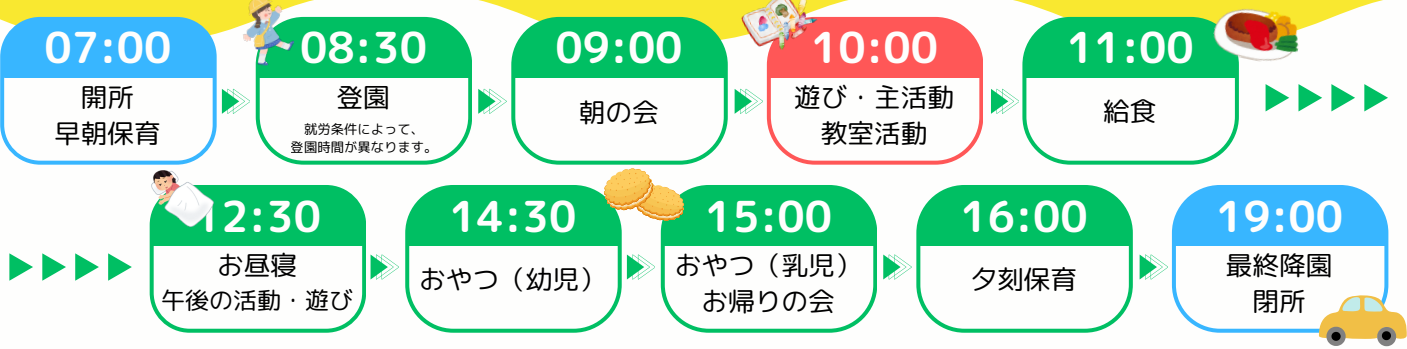 07:00
開所
早朝保育
08:30
登園
就労条件によって、
登園時間が異なります。
09:00
朝の会
10:00
遊び・主活動
教室活動
11:00
給食
12:30
お昼寝
午後の活動・遊び
14:30
おやつ（幼児）
15:00
おやつ（乳児）
お帰りの会
16:00
夕刻保育
19:00
最終降園
閉所